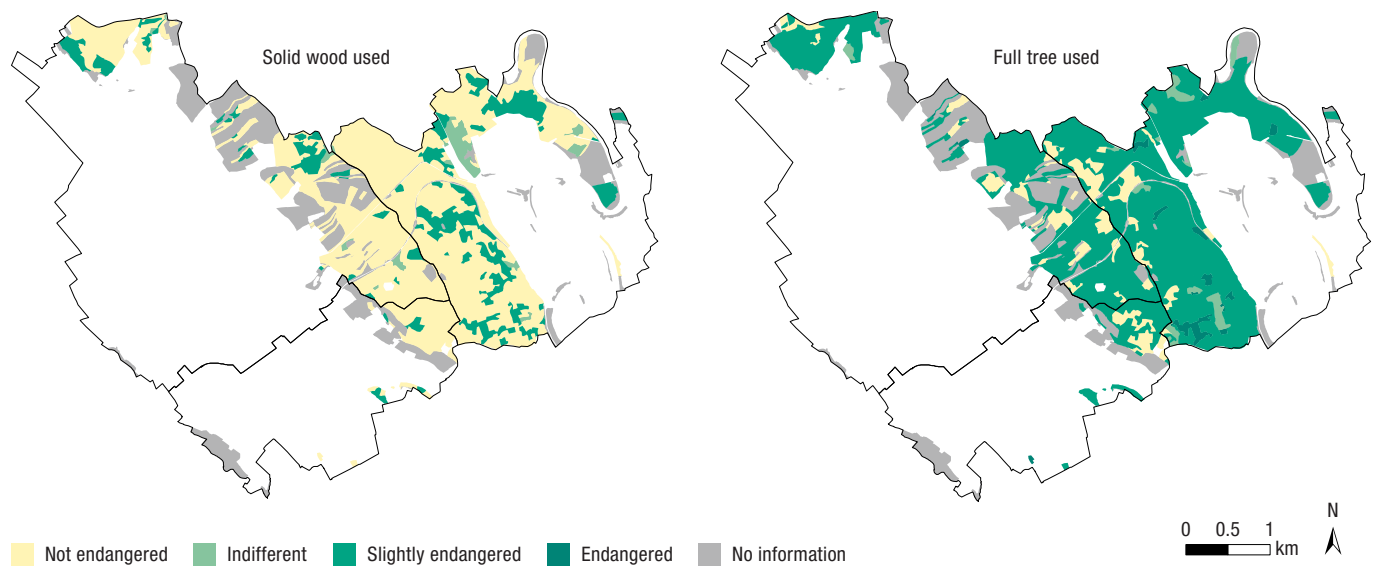 Solid wood used
Full tree used
N
0 0.5 1
km
Not endangered
Indifferent
Slightly endangered
Endangered
No information